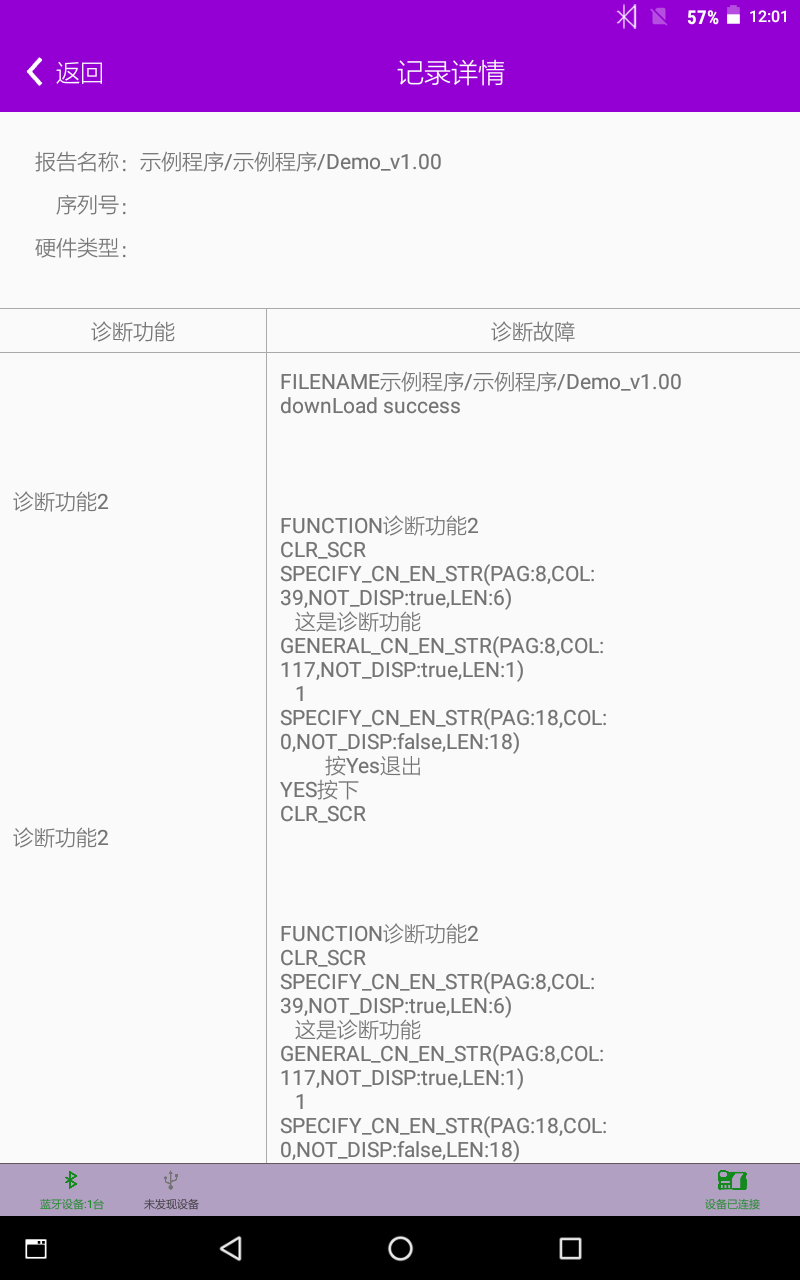 57% 12:01
返回 记录详情
报告名称：示例程序/示例程序/Demo_v1.00
序列号：
硬件类型：
诊断功能 诊断故障
FILENAME示例程序/示例程序/Demo_v1.00
downLoad success
诊断功能2
FUNCTION诊断功能2
CLR_SCR
SPECIFY_CN_EN_STR(PAG:8,COL:
39,NOT_DISP:true,LEN:6)
这是诊断功能
GENERAL_CN_EN_STR(PAG:8,COL:
117,NOT_DISP:true,LEN:1)
1
SPECIFY_CN_EN_STR(PAG:18,COL:
0,NOT_DISP:false,LEN:18)
按Yes退出
YES按下
CLR_SCR
诊断功能2
FUNCTION诊断功能2
CLR_SCR
SPECIFY_CN_EN_STR(PAG:8,COL:
39,NOT_DISP:true,LEN:6)
这是诊断功能
GENERAL_CN_EN_STR(PAG:8,COL:
117,NOT_DISP:true,LEN:1)
1
SPECIFY_CN_EN_STR(PAG:18,COL:
0,NOT_DISP:false,LEN:18)
蓝牙设备:1台 未发现设备 设备已连接